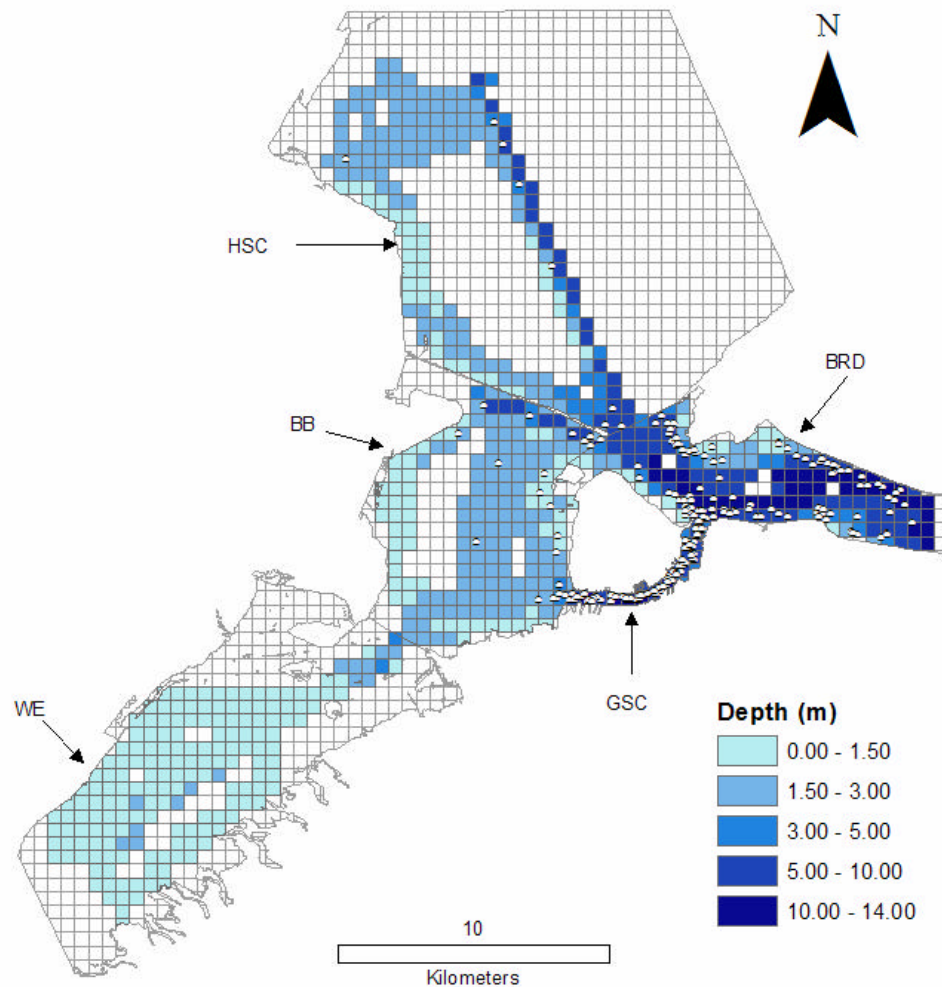 N
HSC
BRD
BB
GSC
WE
Depth (m)
0.00 - 1.50
1.50 - 3.00
3.00 - 5.00
5.00 - 10.00
10.00 - 14.00
10
Kilometers